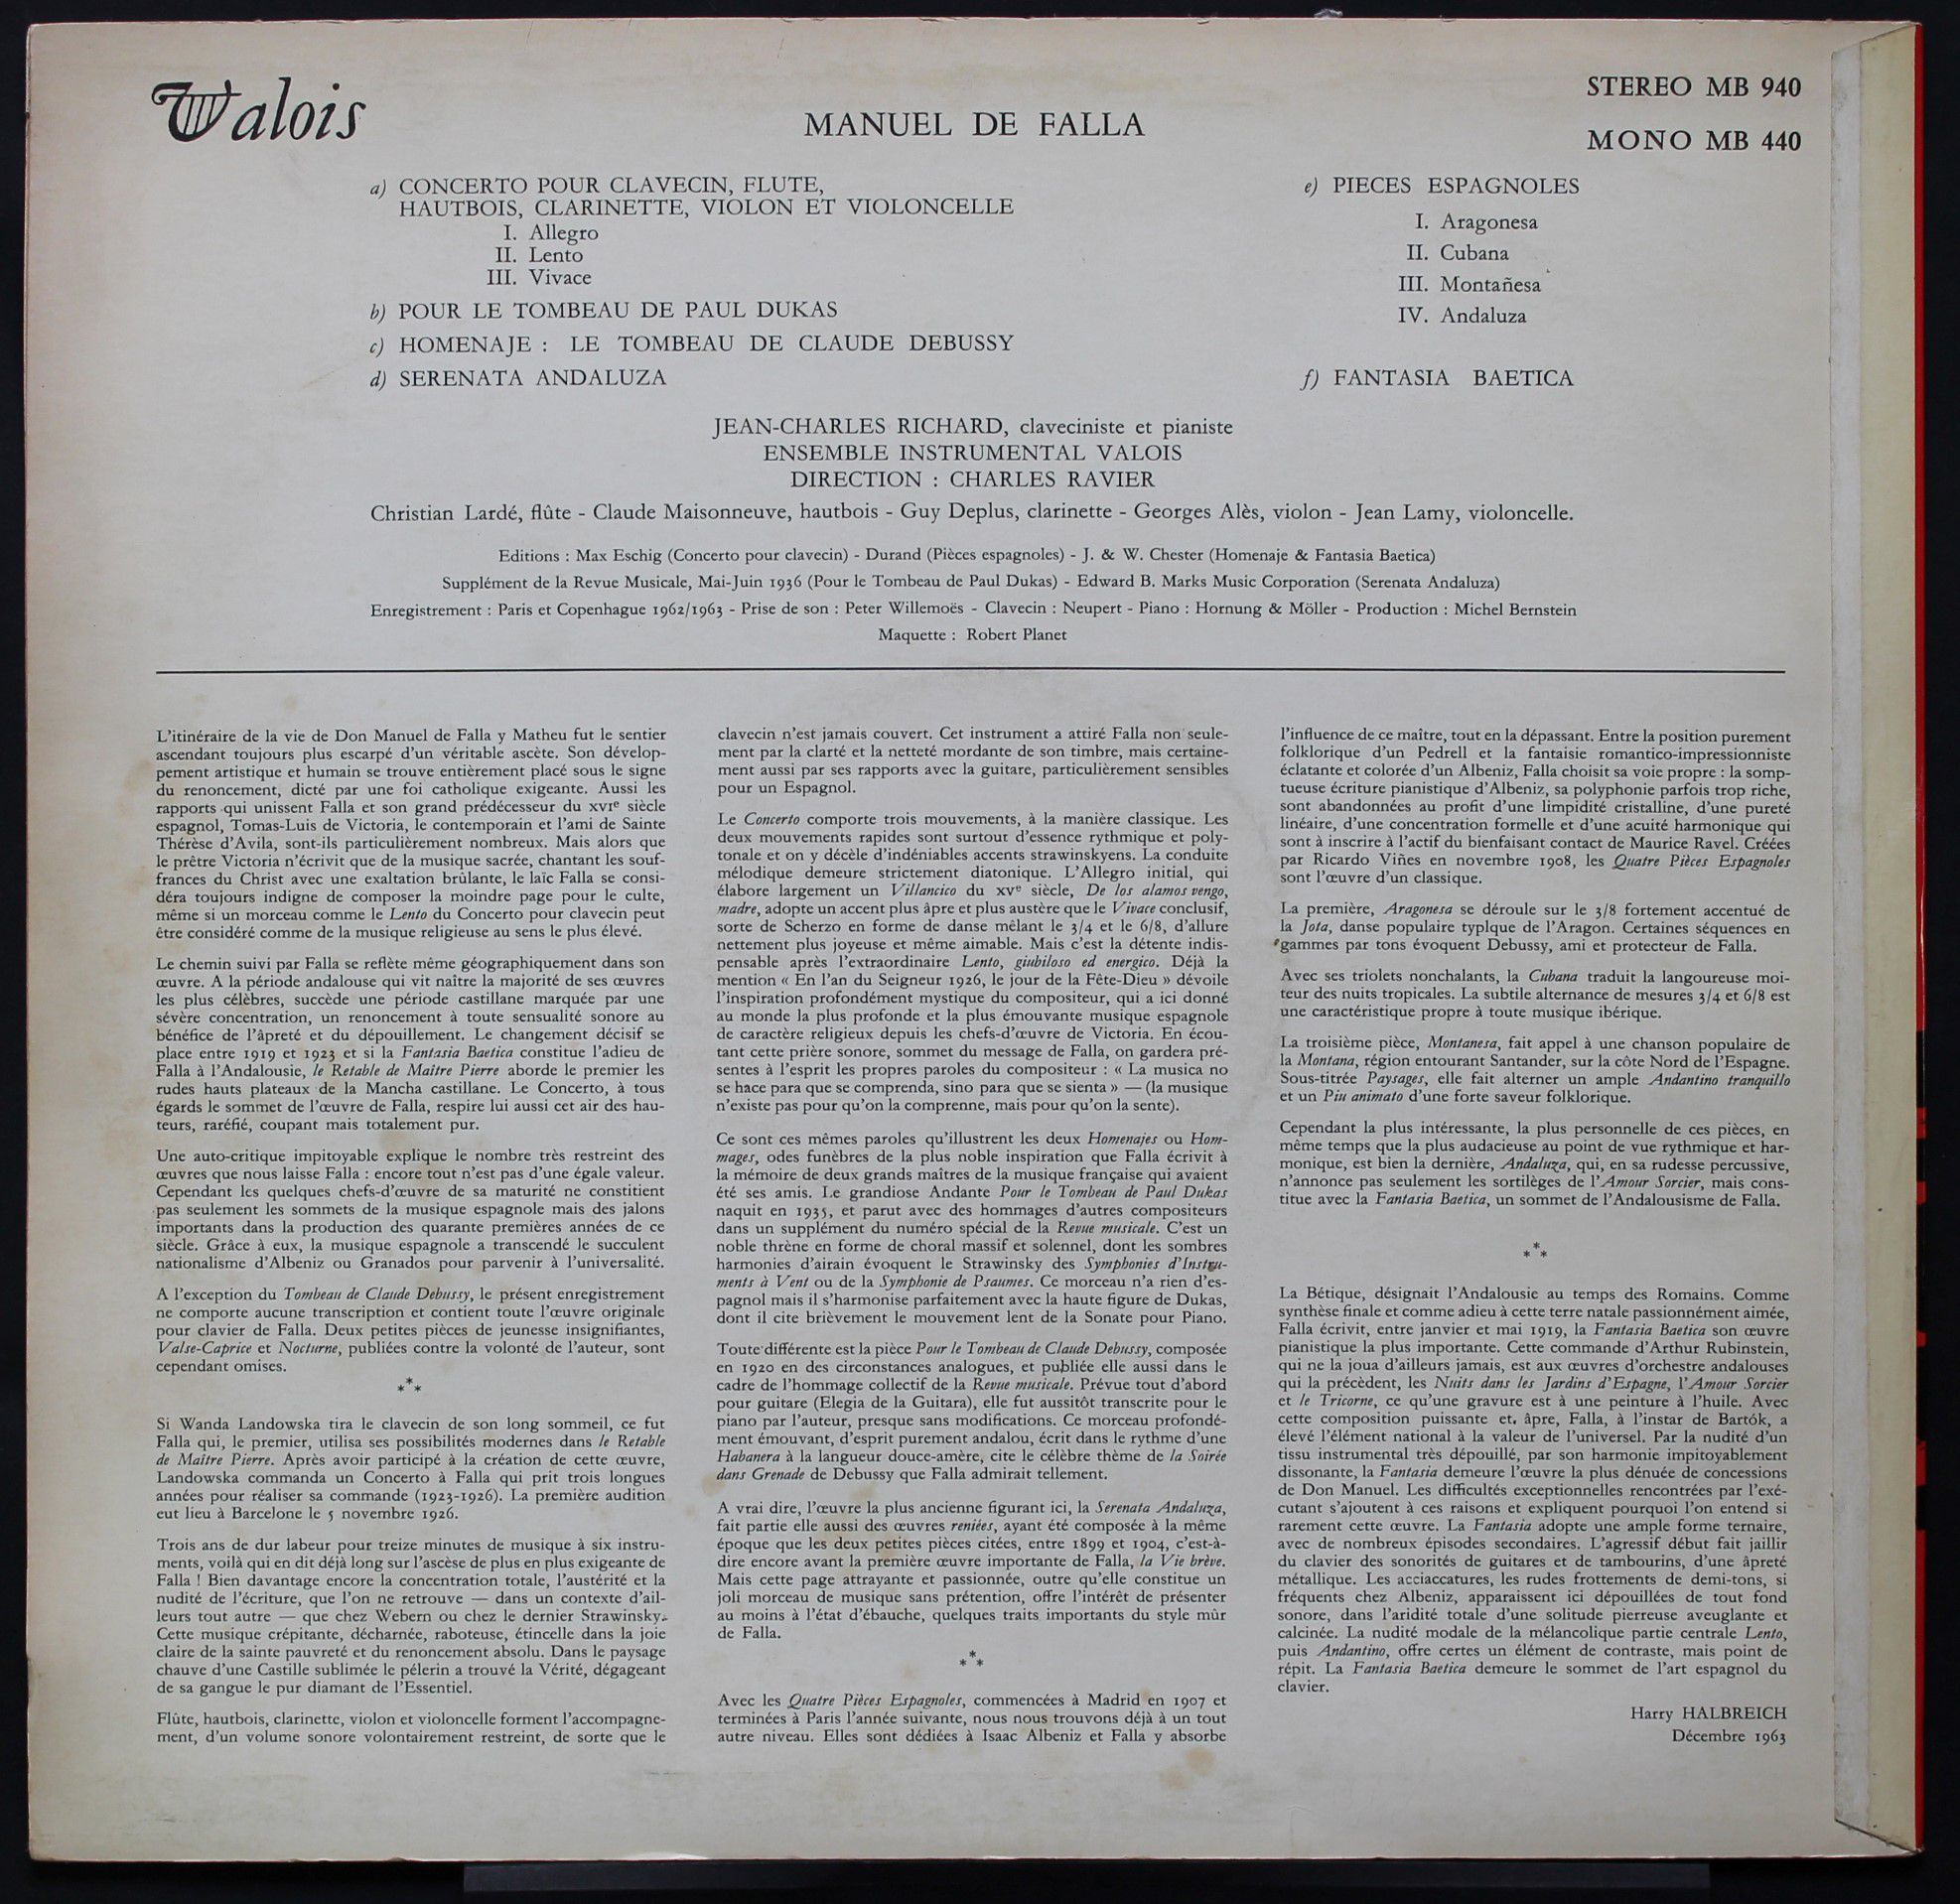 Valois
MANUEL DE FALLA
STEREO MB 940
MONO MB 440
a) CONCERTO POUR CLAVECIN, FLUTE,
HAUTBOIS, CLARINETTE, VIOLON ET VIOLONCELLE
I. Allegro
II. Lento
III. Vivace
b) POUR LE TOMBEAU DE PAUL DUKAS
c) HOMENAJE : LE TOMBEAU DE CLAUDE DEBUSSY
d) SERENATA ANDALUZA
e) PIECES ESPAGNOLES
I. Aragonesa
II. Cubana
III. Montañesa
IV. Andaluza
f) FANTASIA BAETICA
JEAN-CHARLES RICHARD, claveciniste et pianiste
ENSEMBLE INSTRUMENTAL VALOIS
DIRECTION : CHARLES RAVIER
Christian Lardé, flûte - Claude Maisonneuve, hautbois - Guy Deplus, clarinette - Georges Alès, violon - Jean Lamy, violoncelle.
Editions : Max Eschig (Concerto pour clavecin) - Durand (Pièces espagnoles) - J. & W. Chester (Homenaje & Fantasia Baetica)
Supplément de la Revue Musicale, Mai-Juin 1936 (Pour le Tombeau de Paul Dukas) - Edward B. Marks Music Corporation (Serenata Andaluza)
Enregistrement : Paris et Copenhague 1962/1963 - Prise de son : Peter Willemoës - Clavecin : Neupert - Piano : Hornung & Möller - Production : Michel Bernstein
Maquette : Robert Planet
L'itinéraire de la vie de Don Manuel de Falla y Matheu fut le sentier
ascendant toujours plus escarpé d'un véritable ascète. Son dévelop-
pement artistique et humain se trouve entièrement placé sous le signe
du renoncement, dicté par une foi catholique exigeante. Aussi les
rapports qui unissent Falla et son grand prédécesseur du XVIe siècle
espagnol, Tomas-Luis de Victoria, le contemporain et l'ami de Sainte
Thérèse d'Avila, sont-ils particulièrement nombreux. Mais alors que
le prêtre Victoria n'écrivit que de la musique sacrée, chantant les souf-
frances du Christ avec une exaltation brûlante, le laïc Falla se consi-
déra toujours indigne de composer la moindre page pour le culte,
même si un morceau comme le Lento du Concerto pour clavecin peut
être considéré comme de la musique religieuse au sens le plus élevé.
Le chemin suivi par Falla se reflète même géographiquement dans son
œuvre. A la période andalouse qui vit naître la majorité de ses œuvres
les plus célèbres, succède une période castillane marquée par une
sévère concentration, un renoncement à toute sensualité sonore au
bénéfice de l'âpreté et du dépouillement. Le changement décisif se
place entre 1919 et 1923 et si la Fantasia Baetica constitue l'adieu de
Falla à l'Andalousie, le Retable de Maître Pierre aborde le premier les
rudes hauts plateaux de la Mancha castillane. Le Concerto, à tous
égards le sommet de l'œuvre de Falla, respire lui aussi cet air des hau-
teurs, raréfié, coupant mais totalement pur.
Une auto-critique impitoyable explique le nombre très restreint des
œuvres que nous laisse Falla : encore tout n'est pas d'une égale valeur.
Cependant les quelques chefs-d'œuvre de sa maturité ne constitient
pas seulement les sommets de la musique espagnole mais des jalons
importants dans la production des quarante premières années de ce
siècle. Grâce à eux, la musique espagnole a transcendé le succulent
nationalisme d'Albeniz ou Granados pour parvenir à l'universalité.
A l'exception du Tombeau de Claude Debussy, le présent enregistrement
ne comporte aucune transcription et contient toute l'œuvre originale
pour clavier de Falla. Deux petites pièces de jeunesse insignifiantes,
Valse-Caprice et Nocturne, publiées contre la volonté de l'auteur, sont
cependant omises.
***
Si Wanda Landowska tira le clavecin de son long sommeil, ce fut
Falla qui, le premier, utilisa ses possibilités modernes dans le Retable
de Maître Pierre. Après avoir participé à la création de cette œuvre,
Landowska commanda un Concerto à Falla qui prit trois longues
années pour réaliser sa commande (1923-1926). La première audition
eut lieu à Barcelone le 5 novembre 1926.
Trois ans de dur labeur pour treize minutes de musique à six instru-
ments, voilà qui en dit déjà long sur l'ascèse de plus en plus exigeante de
Falla ! Bien davantage encore la concentration totale, l'austérité et la
nudité de l'écriture, que l'on ne retrouve — dans un contexte d'ail-
leurs tout autre — que chez Webern ou chez le dernier Strawinsky.
Cette musique crépitante, décharnée, raboteuse, étincelle dans la joie
claire de la sainte pauvreté et du renoncement absolu. Dans le paysage
chauve d'une Castille sublimée le pélerin a trouvé la Vérité, dégageant
de sa gangue le pur diamant de l'Essentiel.
Flûte, hautbois, clarinette, violon et violoncelle forment l'accompagne-
ment, d'un volume sonore volontairement restreint, de sorte que le
clavecin n'est jamais couvert. Cet instrument a attiré Falla non seule-
ment par la clarté et la netteté mordante de son timbre, mais certaine-
ment aussi par ses rapports avec la guitare, particulièrement sensibles
pour un Espagnol.
Le Concerto comporte trois mouvements, à la manière classique. Les
deux mouvements rapides sont surtout d'essence rythmique et poly-
tonale et on y décèle d'indéniables accents strawinskyens. La conduite
mélodique demeure strictement diatonique. L'Allegro initial, qui
élabore largement un Villancico du XVe siècle, De los alamos vengo,
madre, adopte un accent plus âpre et plus austère que le Vivace conclusif,
sorte de Scherzo en forme de danse mêlant le 3/4 et le 6/8, d'allure
nettement plus joyeuse et même aimable. Mais c'est la détente indis-
pensable après l'extraordinaire Lento, giubiloso ed energico. Déjà la
mention « En l'an du Seigneur 1926, le jour de la Fête-Dieu » dévoile
l'inspiration profondément mystique du compositeur, qui a ici donné
au monde la plus profonde et la plus émouvante musique espagnole
de caractère religieux depuis les chefs-d'œuvre de Victoria. En écou-
tant cette prière sonore, sommet du message de Falla, on gardera pré-
sentes à l'esprit les propres paroles du compositeur : « La musica no
se hace para que se comprenda, sino para que se sienta » — (la musique
n'existe pas pour qu'on la comprenne, mais pour qu'on la sente).
Ce sont ces mêmes paroles qu'illustrent les deux Homenajes ou Hom-
mages, odes funèbres de la plus noble inspiration que Falla écrivit à
la mémoire de deux grands maîtres de la musique française qui avaient
été ses amis. Le grandiose Andante Pour le Tombeau de Paul Dukas
naquit en 1935, et parut avec des hommages d'autres compositeurs
dans un supplément du numéro spécial de la Revue musicale. C'est un
noble thrène en forme de choral massif et solennel, dont les sombres
harmonies d'airain évoquent le Strawinsky des Symphonies d'Instru-
ments à Vent ou de la Symphonie de Psaumes. Ce morceau n'a rien d'es-
pagnol mais il s'harmonise parfaitement avec la haute figure de Dukas,
dont il cite brièvement le mouvement lent de la Sonate pour Piano.
Toute différente est la pièce Pour le Tombeau de Claude Debussy, composée
en 1920 en des circonstances analogues, et publiée elle aussi dans le
cadre de l'hommage collectif de la Revue musicale. Prévue tout d'abord
pour guitare (Elegia de la Guitara), elle fut aussitôt transcrite pour le
piano par l'auteur, presque sans modifications. Ce morceau profondé-
ment émouvant, d'esprit purement andalou, écrit dans le rythme d'une
Habanera à la langueur douce-amère, cite le célèbre thème de la Soirée
dans Grenade de Debussy que Falla admirait tellement.
A vrai dire, l'œuvre la plus ancienne figurant ici, la Serenata Andaluza,
fait partie elle aussi des œuvres reniées, ayant été composée à la même
époque que les deux petites pièces citées, entre 1899 et 1904, c'est-à-
dire encore avant la première œuvre importante de Falla, la Vie brève.
Mais cette page attrayante et passionnée, outre qu'elle constitue un
joli morceau de musique sans prétention, offre l'intérêt de présenter
au moins à l'état d'ébauche, quelques traits importants du style mûr
de Falla.
***
Avec les Quatre Pièces Espagnoles, commencées à Madrid en 1907 et
terminées à Paris l'année suivante, nous nous trouvons déjà à un tout
autre niveau. Elles sont dédiées à Isaac Albeniz et Falla y absorbe
l'influence de ce maître, tout en la dépassant. Entre la position purement
folklorique d'un Pedrell et la fantaisie romantico-impressionniste
éclatante et colorée d'un Albeniz, Falla choisit sa voie propre : la somp-
tueuse écriture pianistique d'Albeniz, sa polyphonie parfois trop riche,
sont abandonnées au profit d'une limpidité cristalline, d'une pureté
linéaire, d'une concentration formelle et d'une acuité harmonique qui
sont à inscrire à l'actif du bienfaisant contact de Maurice Ravel. Créées
par Ricardo Viñes en novembre 1908, les Quatre Pièces Espagnoles
sont l'œuvre d'un classique.
La première, Aragonesa se déroule sur le 3/8 fortement accentué de
la Jota, danse populaire typique de l'Aragon. Certaines séquences en
gammes par tons évoquent Debussy, ami et protecteur de Falla.
Avec ses triolets nonchalants, la Cubana traduit la langoureuse moi-
teur des nuits tropicales. La subtile alternance de mesures 3/4 et 6/8 est
une caractéristique propre à toute musique ibérique.
La troisième pièce, Montanesa, fait appel à une chanson populaire de
la Montana, région entourant Santander, sur la côte Nord de l'Espagne.
Sous-titrée Paysages, elle fait alterner un ample Andantino tranquillo
et un Piu animato d'une forte saveur folklorique.
Cependant la plus intéressante, la plus personnelle de ces pièces, en
même temps que la plus audacieuse au point de vue rythmique et har-
monique, est bien la dernière, Andaluza, qui, en sa rudesse percussive,
n'annonce pas seulement les sortilèges de l'Amour Sorcier, mais cons-
titue avec la Fantasia Baetica, un sommet de l'Andalousisme de Falla.
***
La Bétique, désignait l'Andalousie au temps des Romains. Comme
synthèse finale et comme adieu à cette terre natale passionnément aimée,
Falla écrivit, entre janvier et mai 1919, la Fantasia Baetica son œuvre
pianistique la plus importante. Cette commande d'Arthur Rubinstein,
qui ne la joua d'ailleurs jamais, est aux œuvres d'orchestre andalouses
qui la précèdent, les Nuits dans les Jardins d'Espagne, l'Amour Sorcier
et le Tricorne, ce qu'une gravure est à une peinture à l'huile. Avec
cette composition puissante et, âpre, Falla, à l'instar de Bartók, a
élevé l'élément national à la valeur de l'universel. Par la nudité d'un
tissu instrumental très dépouillé, par son harmonie impitoyablement
dissonante, la Fantasia demeure l'œuvre la plus dénuée de concessions
de Don Manuel. Les difficultés exceptionnelles rencontrées par l'exé-
cutant s'ajoutent à ces raisons et expliquent pourquoi l'on entend si
rarement cette œuvre. La Fantasia adopte une ample forme ternaire,
avec de nombreux épisodes secondaires. L'agressif début fait jaillir
du clavier des sonorités de guitares et de tambourins, d'une âpreté
métallique. Les acciaccatures, les rudes frottements de demi-tons, si
fréquents chez Albeniz, apparaissent ici dépouillées de tout fond
sonore, dans l'aridité totale d'une solitude pierreuse aveuglante et
calcinée. La nudité modale de la mélancolique partie centrale Lento,
puis Andantino, offre certes un élément de contraste, mais point de
répit. La Fantasia Baetica demeure le sommet de l'art espagnol du
clavier.
Harry HALBREICH
Décembre 1963